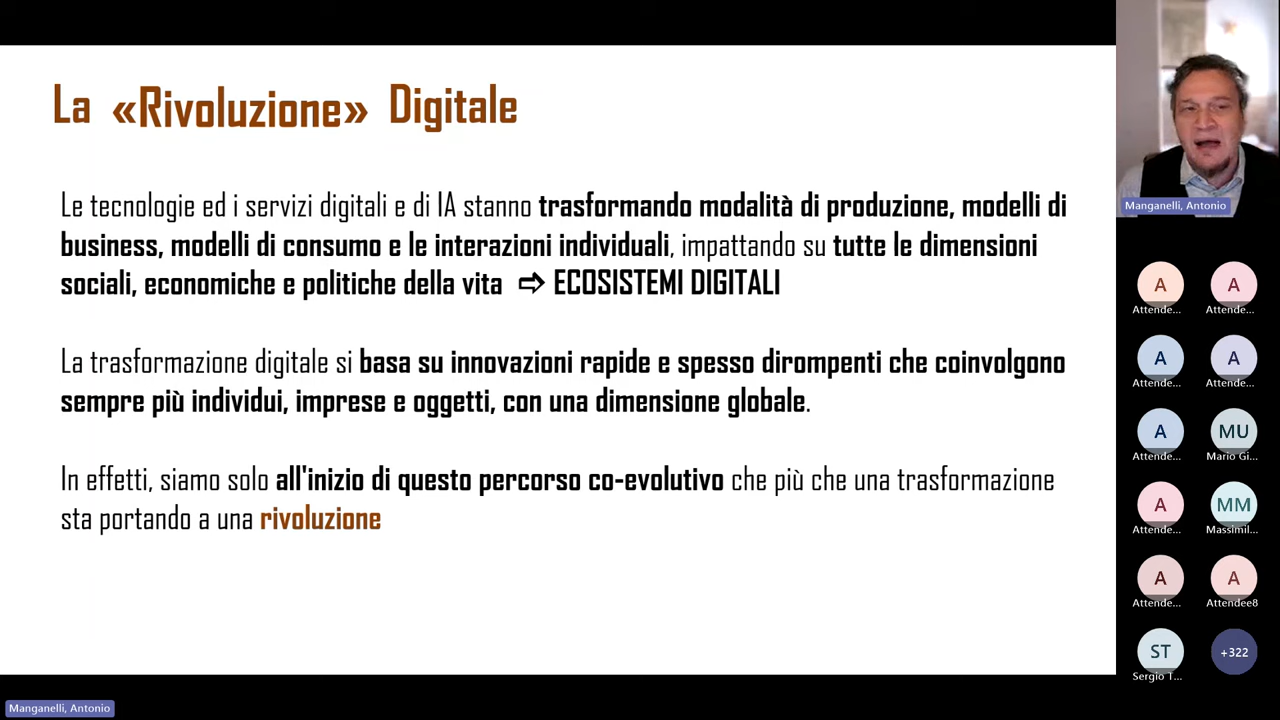 La «Rivoluzione» Digitale
Le tecnologie ed i servizi digitali e di IA stanno trasformando modalità di produzione, modelli di
business, modelli di consumo e le interazioni individuali, impattando su tutte le dimensioni
sociali, economiche e politiche della vita ⇨ ECOSISTEMI DIGITALI
La trasformazione digitale si basa su innovazioni rapide e spesso dirompenti che coinvolgono
sempre più individui, imprese e oggetti, con una dimensione globale.
In effetti, siamo solo all'inizio di questo percorso co-evolutivo che più che una trasformazione
sta portando a una rivoluzione
Manganelli, Antonio
A A
Attende... Attende...
A A
Attende... Attende...
A MU
Attende... Mario Gi...
A MM
Attende... Massimil...
A A
Attende... Attendee8
ST +322
Sergio T...
Manganelli, Antonio